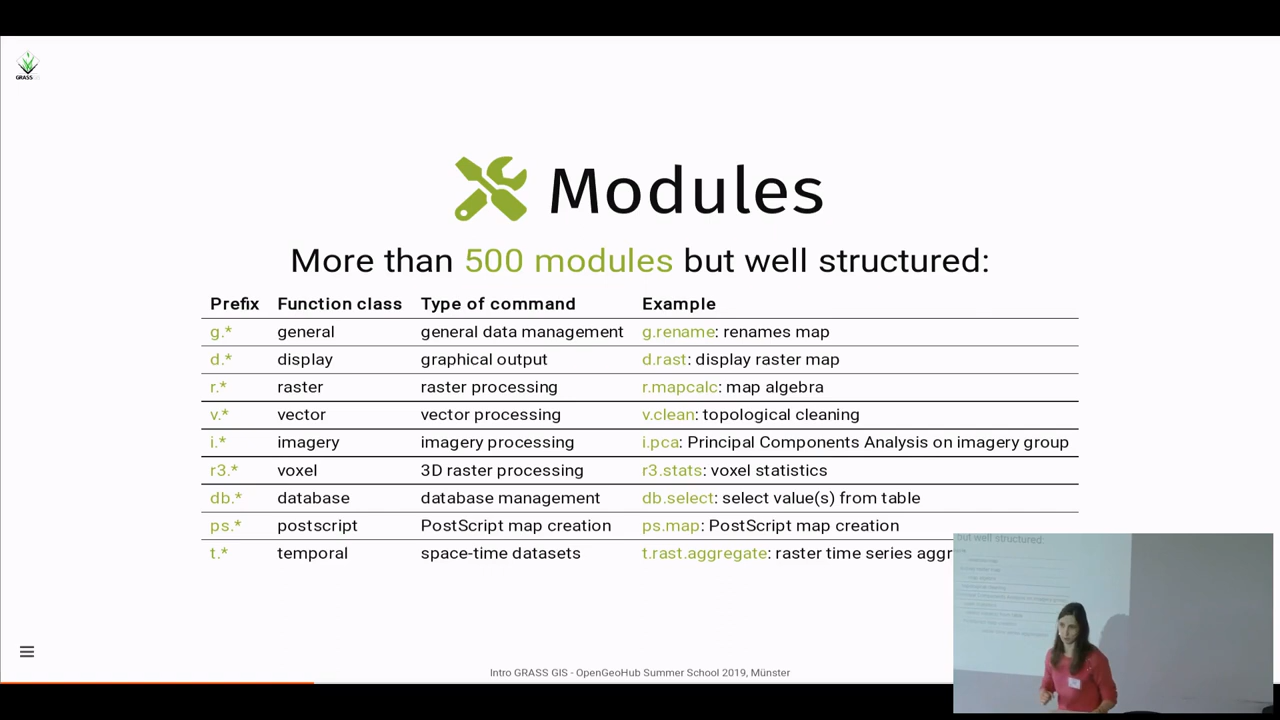 GRASS GIS
Modules
More than 500 modules but well structured:
Prefix Function class Type of command Example
g.* general general data management g.rename: renames map
d.* display graphical output d.rast: display raster map
r.* raster raster processing r.mapcalc: map algebra
v.* vector vector processing v.clean: topological cleaning
i.* imagery imagery processing i.pca: Principal Components Analysis on imagery group
r3.* voxel 3D raster processing r3.stats: voxel statistics
db.* database database management db.select: select value(s) from table
ps.* postscript PostScript map creation ps.map: PostScript map creation
t.* temporal space-time datasets t.rast.aggregate: raster time series aggr
but well structured:
Intro GRASS GIS - OpenGeoHub Summer School 2019, Münster